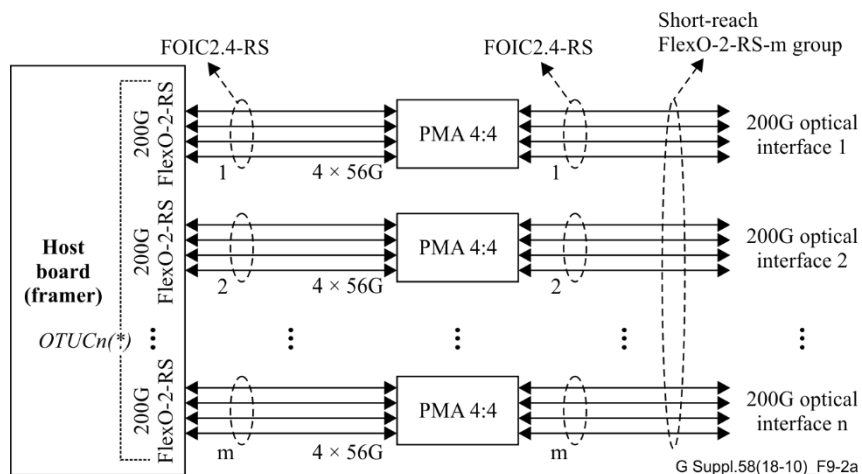 Short-reach
FOIC2.4-RS
FOIC2.4-RS
FlexO-2-RS-m group
200G
FlexO-2-RS
PMA 4:4
200G optical
interface 1
1
4 × 56G
1
200G
FlexO-2-RS
PMA 4:4
200G optical
interface 2
2
4 × 56G
2
Host
board
(framer)
OTUCn(*)
200G
FlexO-2-RS
PMA 4:4
200G optical
interface n
m
4 × 56G
m
G Suppl.58(18-10) F9-2a